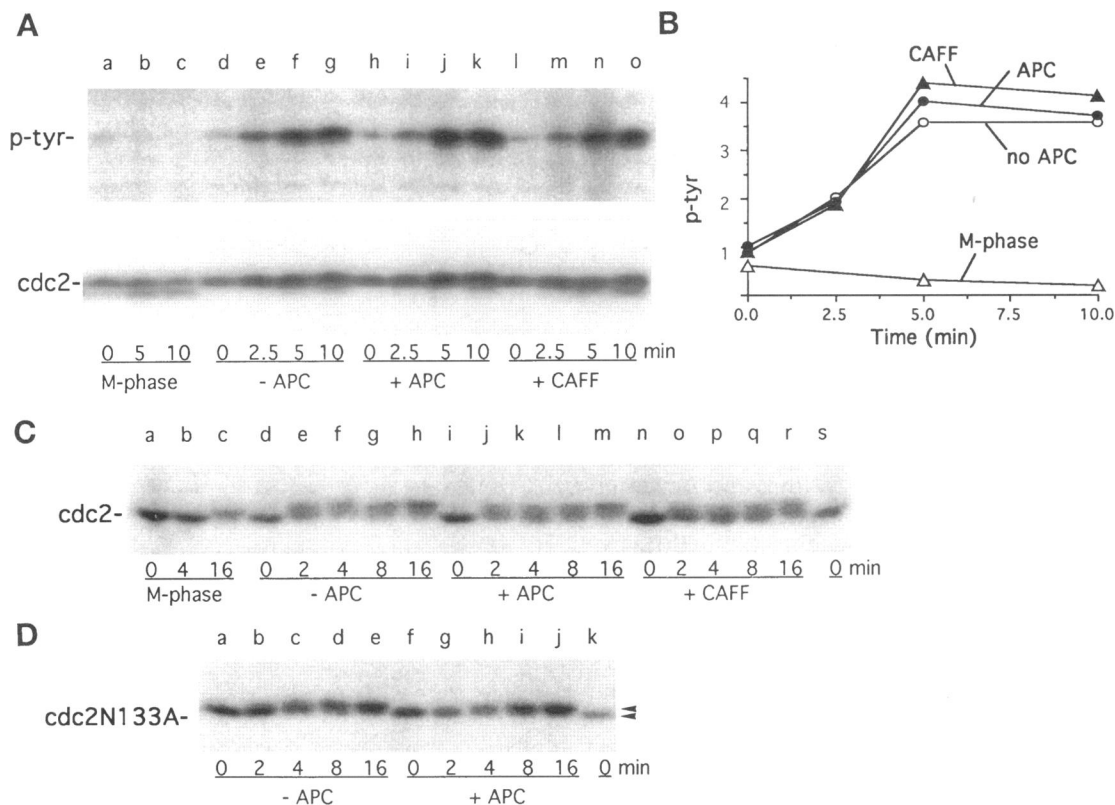 A
a b c d e f g h i j k l m n o
p-tyr-
cdc2-
0 5 10 0 2.5 5 10 0 2.5 5 10 0 2.5 5 10 min
M-phase - APC + APC + CAFF
B
CAFF
APC
no APC
M-phase
p-tyr
4
3
2
1
0.0 2.5 5.0 7.5 10.0
Time (min)
C
a b c d e f g h i j k l m n o p q r s
cdc2-
0 4 16 0 2 4 8 16 0 2 4 8 16 0 2 4 8 16 0 min
M-phase - APC + APC + CAFF
D
a b c d e f g h i j k
cdc2N133A-
0 2 4 8 16 0 2 4 8 16 0 min
- APC + APC